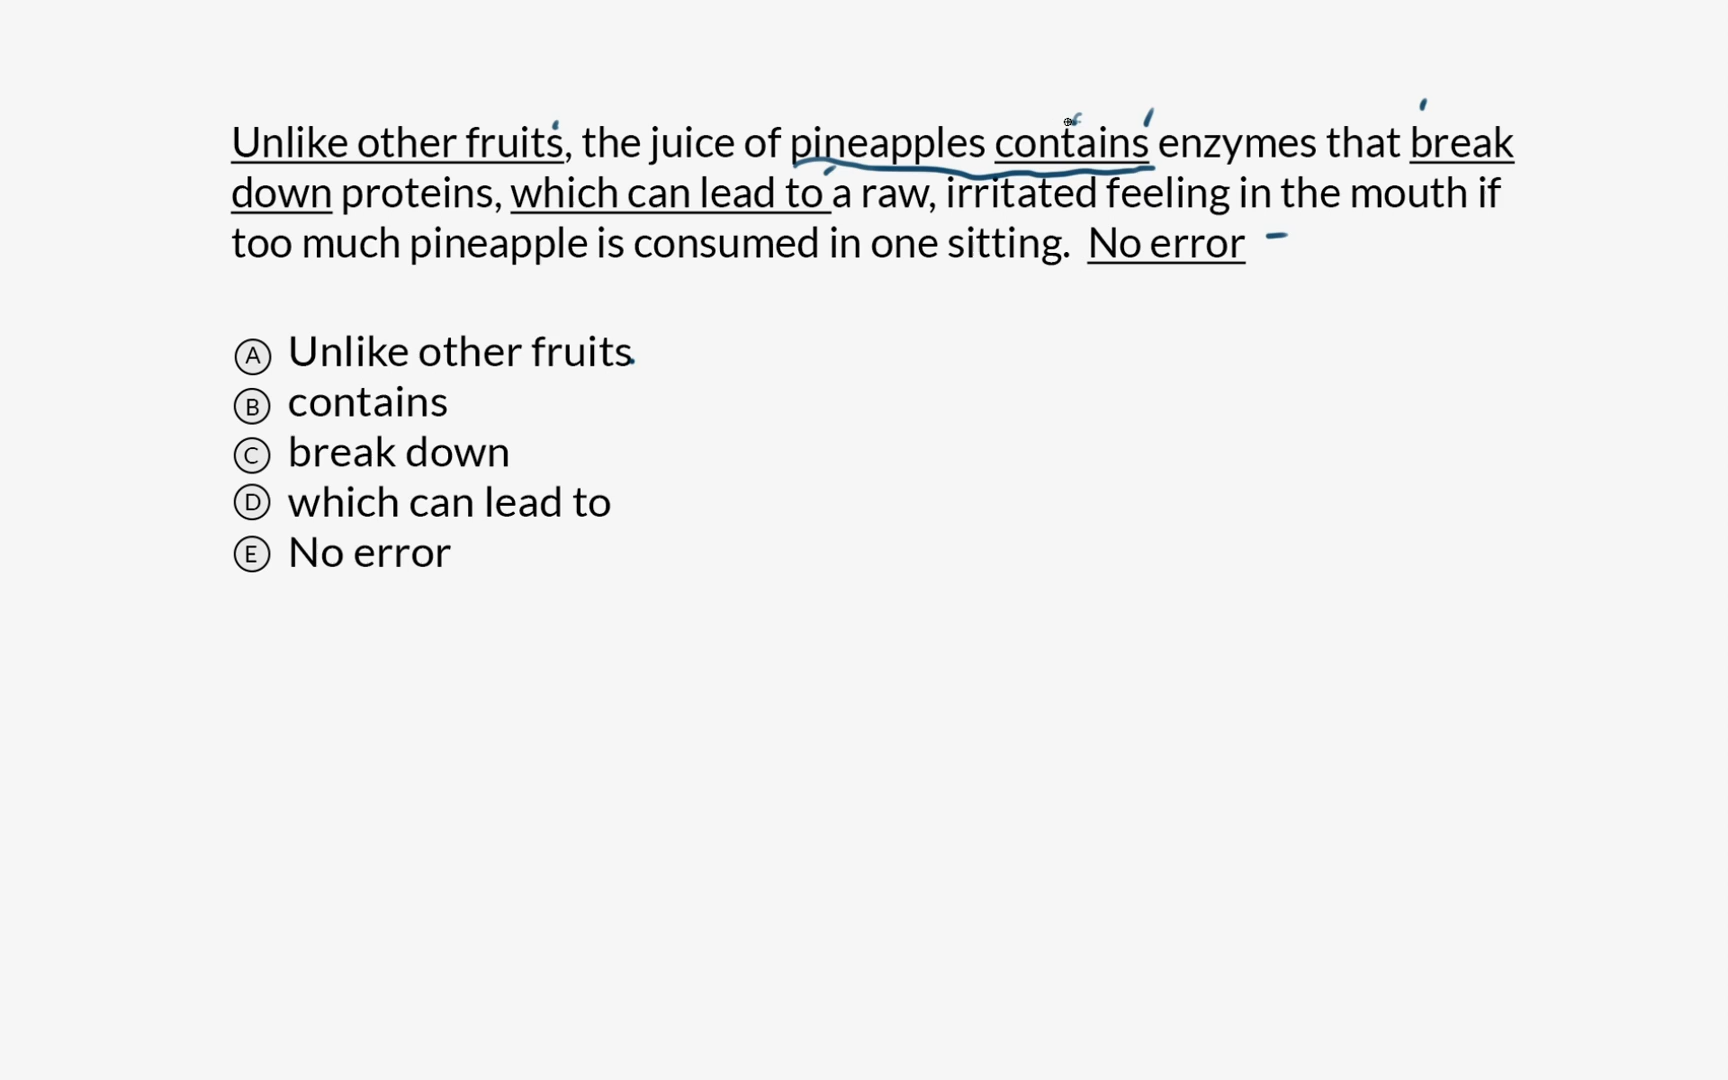 Unlike other fruits, the juice of pineapples contains enzymes that break
down proteins, which can lead to a raw, irritated feeling in the mouth if
too much pineapple is consumed in one sitting. No error
A Unlike other fruits
B contains
C break down
D which can lead to
E No error